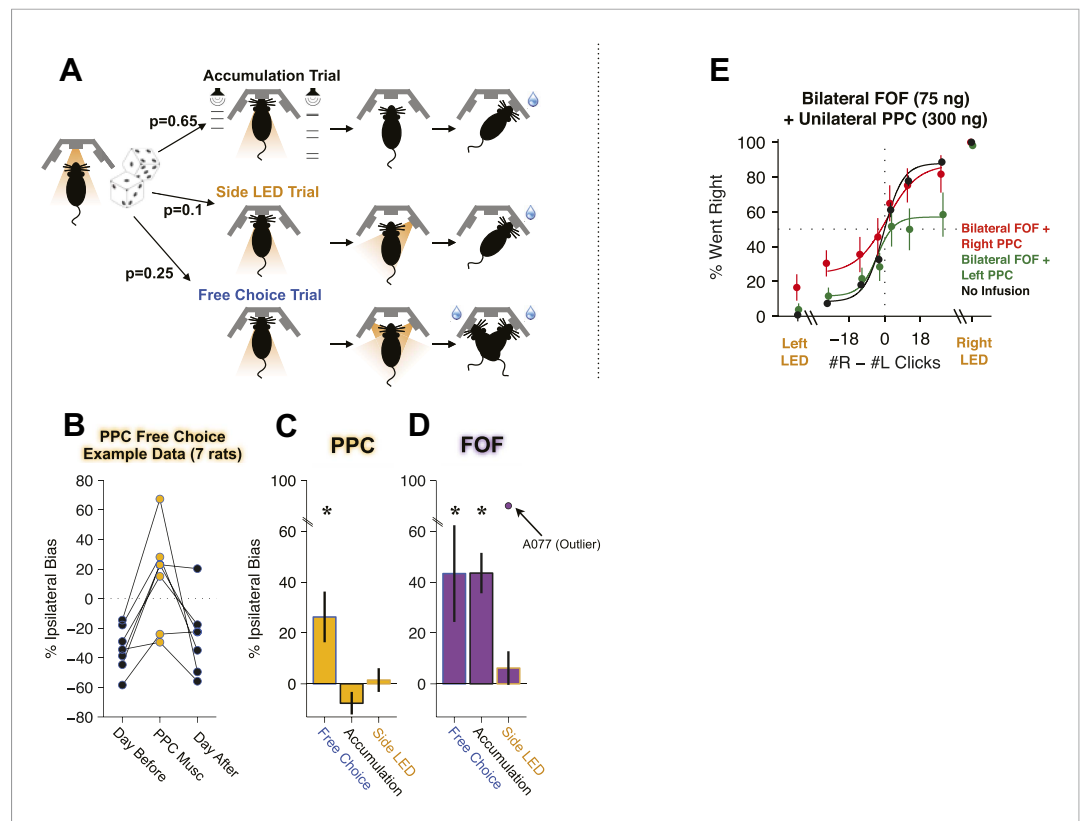 A
Accumulation Trial
p=0.65
Side LED Trial
p=0.1
p=0.25
Free Choice Trial
B
PPC Free Choice
Example Data (7 rats)
% Ipsilateral Bias
80
60
40
20
0
−20
−40
−60
−80
Day Before
PPC Musc
Day After
C
PPC
% Ipsilateral Bias
100
60
40
20
0
*
Free Choice
Accumulation
Side LED
D
FOF
100
60
40
20
0
* *
A077 (Outlier)
Free Choice
Accumulation
Side LED
E
Bilateral FOF (75 ng)
+ Unilateral PPC (300 ng)
% Went Right
100
80
60
40
20
0
Bilateral FOF +
Right PPC
Bilateral FOF +
Left PPC
No Infusion
Left
LED
−18 0 18
#R − #L Clicks
Right
LED